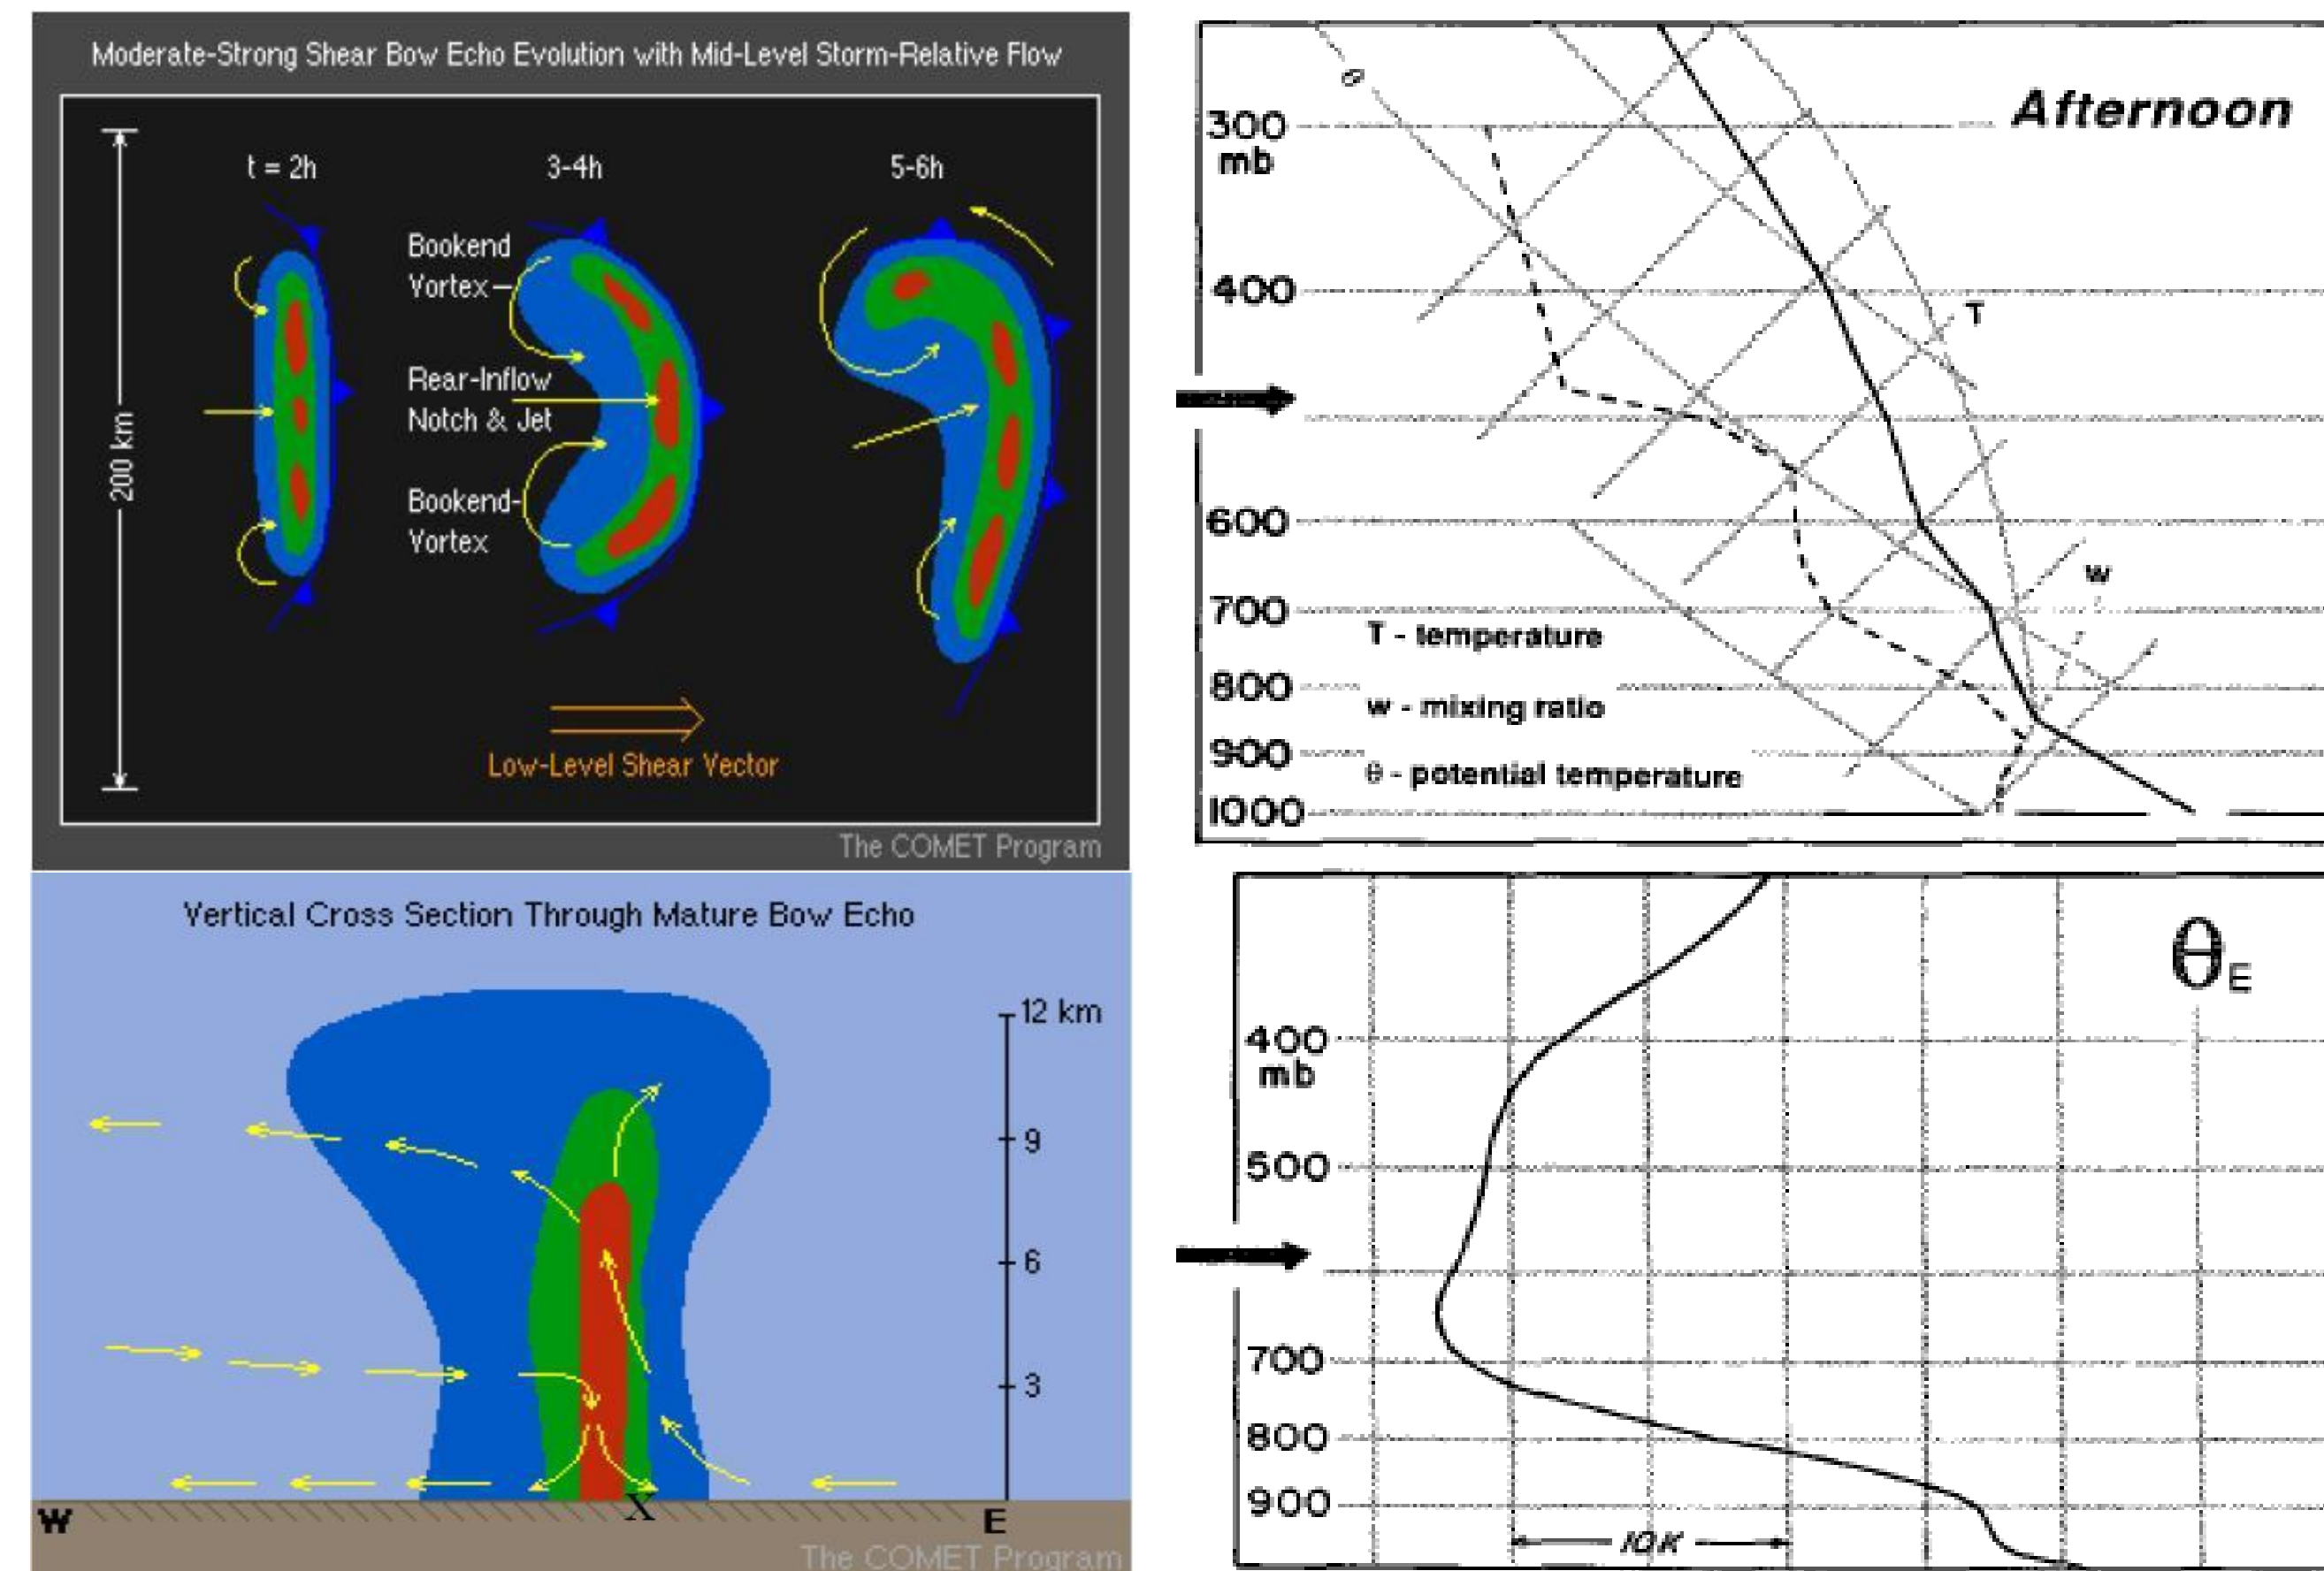 Moderate-Strong Shear Bow Echo Evolution with Mid-Level Storm-Relative Flow
t = 2h
3-4h
5-6h
200 km
Bookend
Vortex
Rear-Inflow
Notch & Jet
Bookend-
Vortex
Low-Level Shear Vector
The COMET Program
Afternoon
θ
300
mb
400
T
600
w
700
T - temperature
800
w - mixing ratio
900
θ - potential temperature
1000
Vertical Cross Section Through Mature Bow Echo
12 km
9
6
3
X
W
E
The COMET Program
θE
400
mb
500
700
800
900
10K